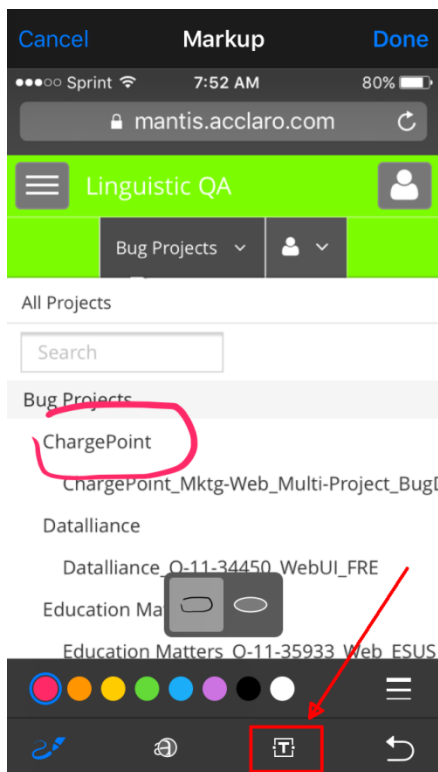 Cancel Markup Done
Sprint 7:52 AM 80%
mantis.acclaro.com
Linguistic QA
Bug Projects
All Projects
Search
Bug Projects
ChargePoint
ChargePoint_Mktg-Web_Multi-Project_Bug
Datalliance
Datalliance_O-11-34450_WebUI_FRE
Education Ma
Education Matters_O-11-35933_Web_ESUS
a
T